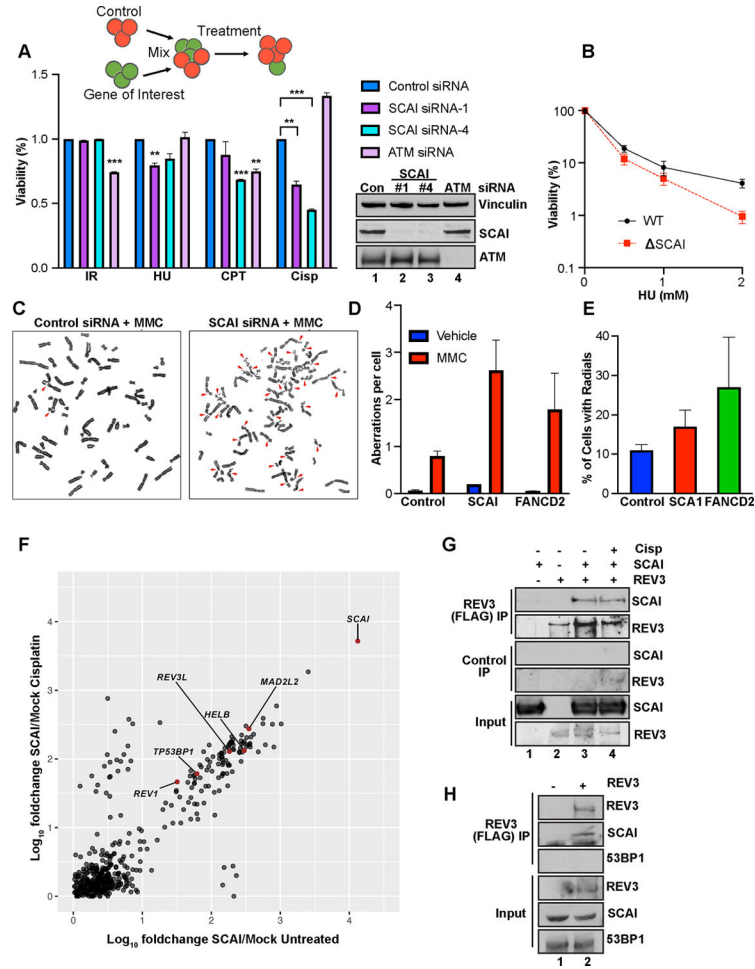 Control
Treatment
A
Mix
Gene of Interest
1.5
1.0
0.5
0.0
Viability (%)
***
**
**
***
**
***
**
IR
HU
CPT
Cisp
Control siRNA
SCAI siRNA-1
SCAI siRNA-4
ATM siRNA
SCAI
Con #1 #4 ATM siRNA
Vinculin
SCAI
ATM
1 2 3 4
B
100
10
1
0.1
Viability (%)
WT
ΔSCAI
0 1 2
HU (mM)
C
Control siRNA + MMC
SCAI siRNA + MMC
D
Vehicle
MMC
4
3
2
1
0
Aberrations per cell
Control SCAI FANCD2
E
40
30
20
10
0
% of Cells with Radials
Control SCA1 FANCD2
F
4
3
2
1
0
Log10 foldchange SCAI/Mock Cisplatin
SCAI
REV3L
MAD2L2
HELB
TP53BP1
REV1
0 1 2 3 4
Log10 foldchange SCAI/Mock Untreated
G
- - - + Cisp
+ - + + SCAI
- + + + REV3
REV3
(FLAG) IP
SCAI
REV3
Control
IP
SCAI
REV3
Input
SCAI
REV3
1 2 3 4
H
- + REV3
REV3
(FLAG) IP
REV3
SCAI
53BP1
Input
REV3
SCAI
53BP1
1 2